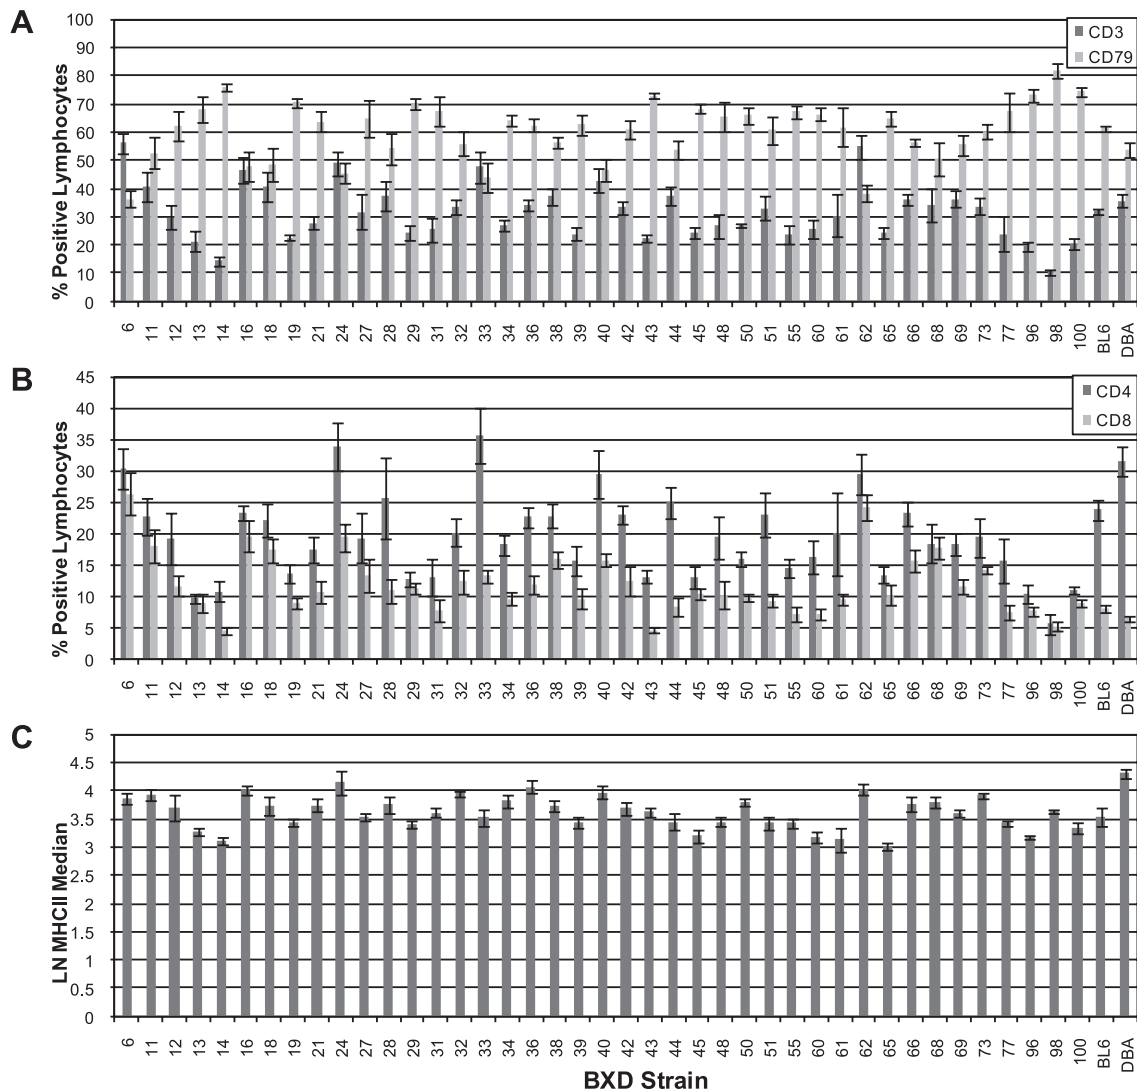 A
% Positive Lymphocytes
100
90
80
70
60
50
40
30
20
10
0
CD3
CD79
6 11 12 13 14 16 18 19 21 24 27 28 29 31 32 33 34 36 38 39 40 42 43 44 45 48 50 51 55 60 61 62 65 66 68 69 73 77 96 98 100 BL6 DBA
B
% Positive Lymphocytes
45
40
35
30
25
20
15
10
5
0
CD4
CD8
6 11 12 13 14 16 18 19 21 24 27 28 29 31 32 33 34 36 38 39 40 42 43 44 45 48 50 51 55 60 61 62 65 66 68 69 73 77 96 98 100 BL6 DBA
C
LN MHCII Median
5
4.5
4
3.5
3
2.5
2
1.5
1
0.5
0
6 11 12 13 14 16 18 19 21 24 27 28 29 31 32 33 34 36 38 39 40 42 43 44 45 48 50 51 55 60 61 62 65 66 68 69 73 77 96 98 100 BL6 DBA
BXD Strain